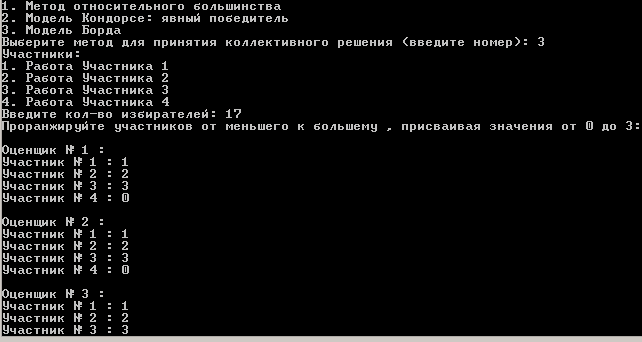 1. Метод относительного большинства
2. Модель Кондорсе: явный победитель
3. Модель Борда
Выберите метод для принятия коллективного решения (введите номер): 3
Участники:
1. Работа Участника 1
2. Работа Участника 2
3. Работа Участника 3
4. Работа Участника 4
Введите кол-во избирателей: 17
Проранжируйте участников от меньшего к большему , присваивая значения от 0 до 3:
Оценщик № 1 :
Участник № 1 : 1
Участник № 2 : 2
Участник № 3 : 3
Участник № 4 : 0
Оценщик № 2 :
Участник № 1 : 1
Участник № 2 : 2
Участник № 3 : 3
Участник № 4 : 0
Оценщик № 3 :
Участник № 1 : 1
Участник № 2 : 2
Участник № 3 : 3